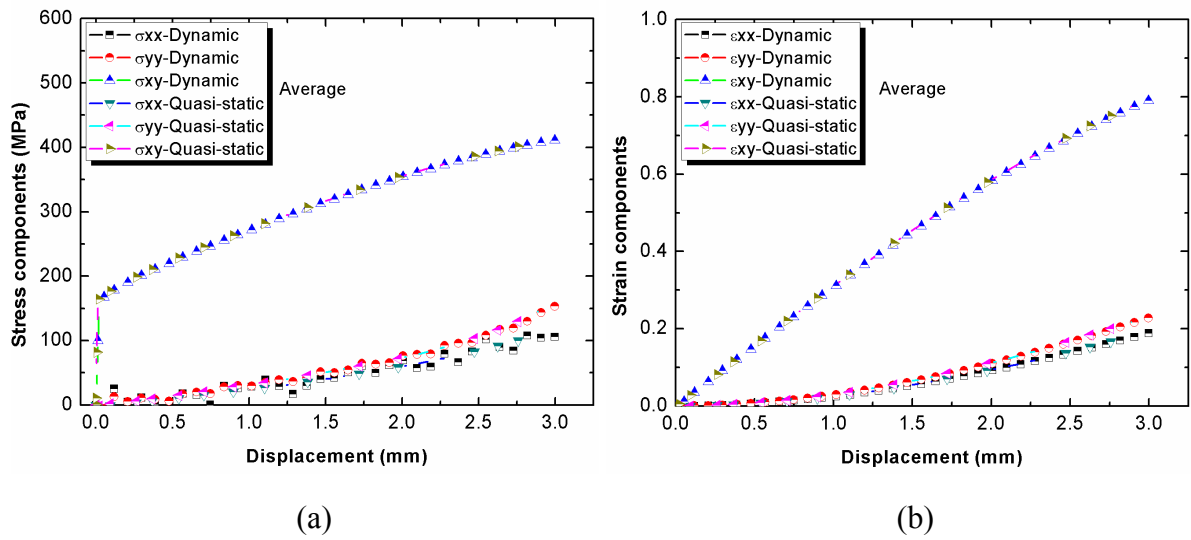 600
500
400
300
200
100
0
Stress components (MPa)
σxx-Dynamic
σyy-Dynamic
σxy-Dynamic
σxx-Quasi-static
σyy-Quasi-static
σxy-Quasi-static
Average
0.0 0.5 1.0 1.5 2.0 2.5 3.0
Displacement (mm)
(a)
1.0
0.8
0.6
0.4
0.2
0.0
Strain components
εxx-Dynamic
εyy-Dynamic
εxy-Dynamic
εxx-Quasi-static
εyy-Quasi-static
εxy-Quasi-static
Average
0.0 0.5 1.0 1.5 2.0 2.5 3.0
Displacement (mm)
(b)